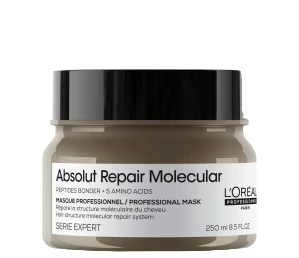 Absolut Repair Molecular
PEPTIDES BONDER + 5 AMINO ACIDS
MASQUE PROFESSIONNEL / PROFESSIONAL MASK
Répare la structure moléculaire du cheveu
Hair structure molecular repair system
SERIE EXPERT
L'ORÉAL
PROFESSIONNEL
PARIS
250 ml 8.5 FL.OZ